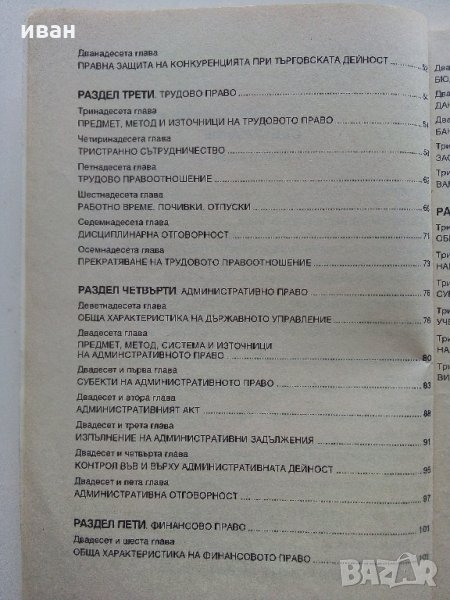 иван
Дванадесета глава
ПРАВНА ЗАЩИТА НА КОНКУРЕНЦИЯТА ПРИ ТЪРГОВСКАТА ДЕЙНОСТ
РАЗДЕЛ ТРЕТИ. ТРУДОВО ПРАВО
Тринадесета глава
ПРЕДМЕТ, МЕТОД И ИЗТОЧНИЦИ НА ТРУДОВОТО ПРАВО
Четиринадесета глава
ТРИСТРАННО СЪТРУДНИЧЕСТВО
Петнадесета глава
ТРУДОВО ПРАВООТНОШЕНИЕ
Шестнадесета глава
РАБОТНО ВРЕМЕ, ПОЧИВКИ, ОТПУСКИ
Седемнадесета глава
ДИСЦИПЛИНАРНА ОТГОВОРНОСТ 71
Осемнадесета глава
ПРЕКРАТЯВАНЕ НА ТРУДОВОТО ПРАВООТНОШЕНИЕ 73
РАЗДЕЛ ЧЕТВЪРТИ. АДМИНИСТРАТИВНО ПРАВО 78
Деветнадесета глава
ОБЩА ХАРАКТЕРИСТИКА НА ДЪРЖАВНОТО УПРАВЛЕНИЕ 78
Двадесета глава
ПРЕДМЕТ, МЕТОД, СИСТЕМА И ИЗТОЧНИЦИ
НА АДМИНСТРАТИВНОТО ПРАВО 80
Двадесет и първа глава
СУБЕКТИ НА АДМИНИСТРАТИВНОТО ПРАВО 83
Двадесет и втора глава
АДМИНИСТРАТИВНИЯТ АКТ 88
Двадесет и трета глава
ИЗПЪЛНЕНИЕ НА АДМИНИСТРАТИВНИ ЗАДЪЛЖЕНИЯ 91
Двадесет и четвърта глава
КОНТРОЛ ВЪВ И ВЪРХУ АДМИНИСТРАТИВНАТА ДЕЙНОСТ 95
Двадесет и пета глава
АДМИНИСТРАТИВНА ОТГОВОРНОСТ 97
РАЗДЕЛ ПЕТИ. ФИНАНСОВО ПРАВО 101
Двадесет и шеста глава
ОБЩА ХАРАКТЕРИСТИКА НА ФИНАНСОВОТО ПРАВО 101
BAZAR